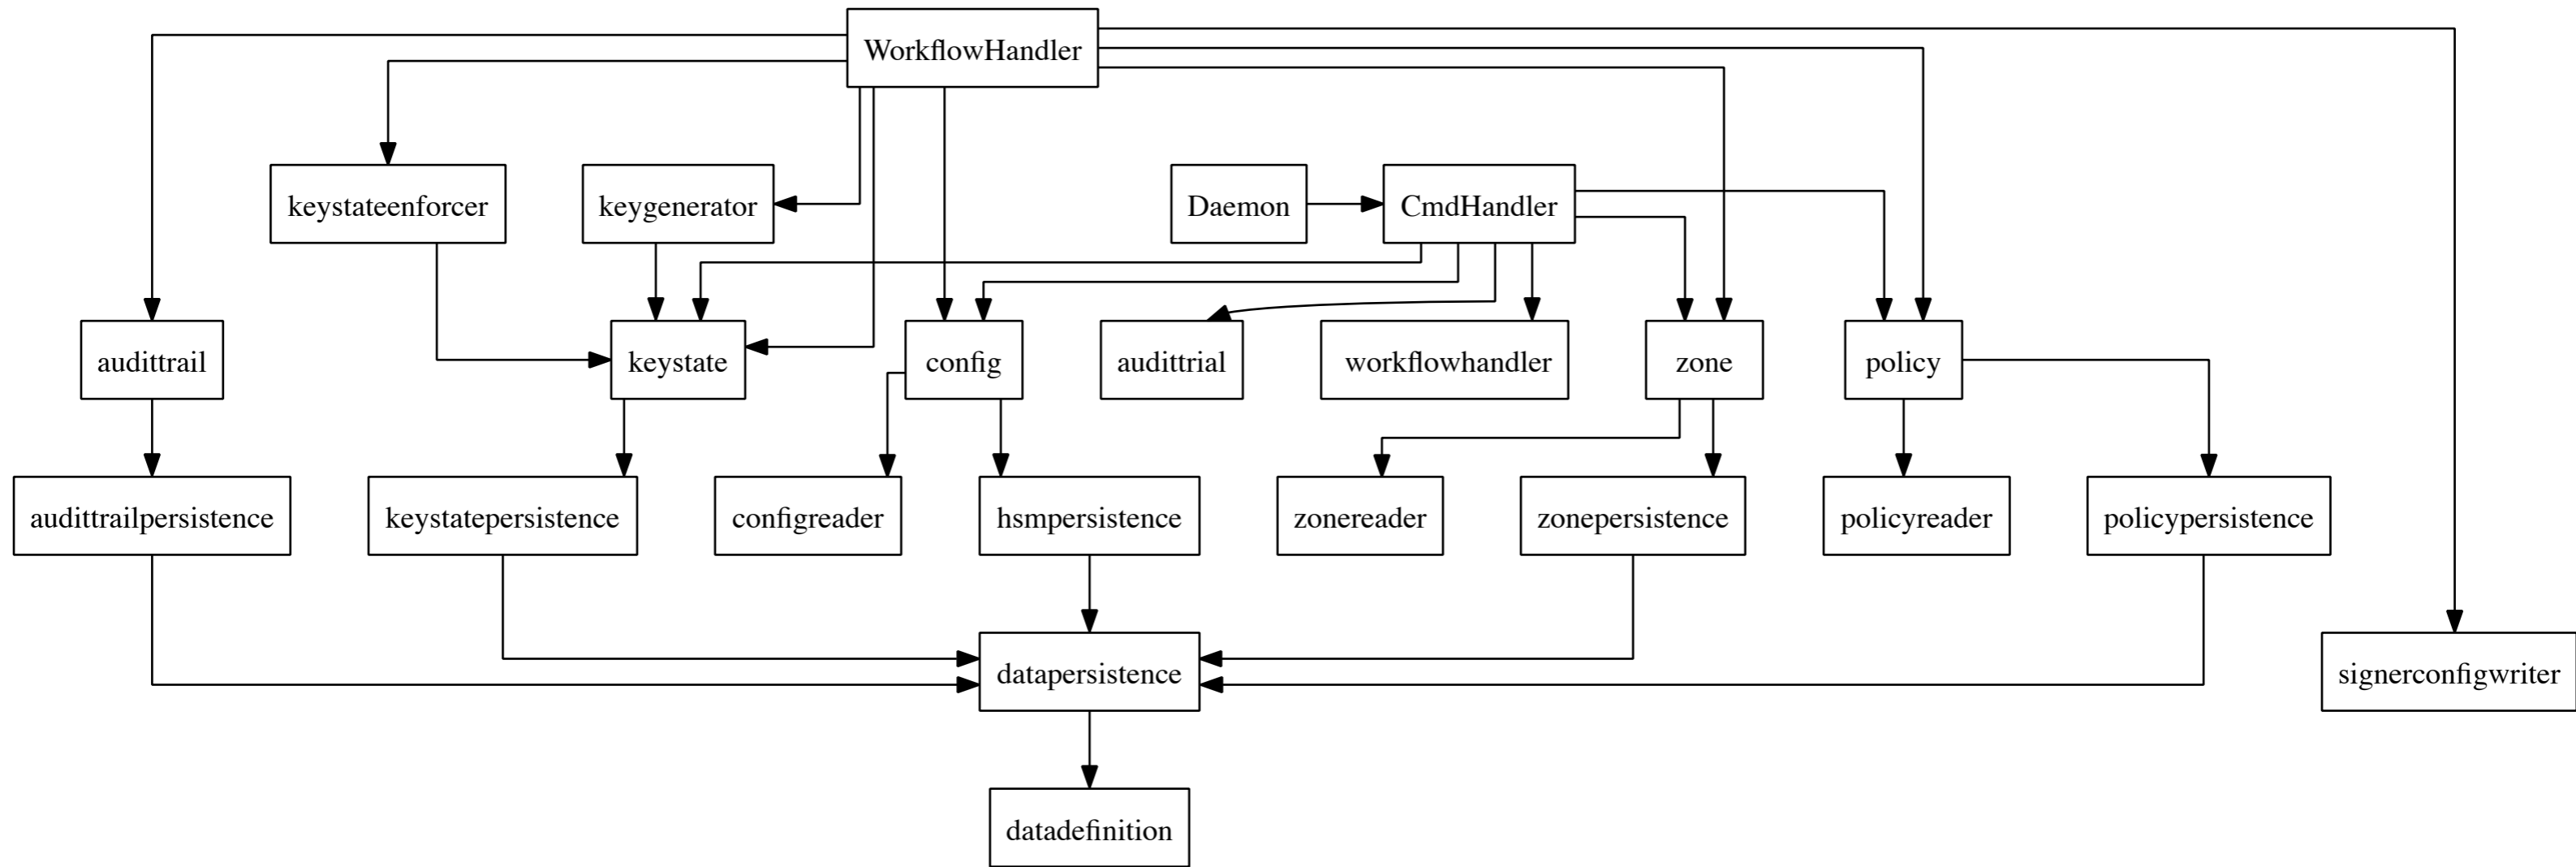 WorkflowHandler
keystateenforcer
keygenerator
Daemon
CmdHandler
audittrail
keystate
config
audittrial
workflowhandler
zone
policy
audittrailpersistence
keystatepersistence
configreader
hsmpersistence
zonereader
zonepersistence
policyreader
policypersistence
datapersistence
signerconfigwriter
datadefinition